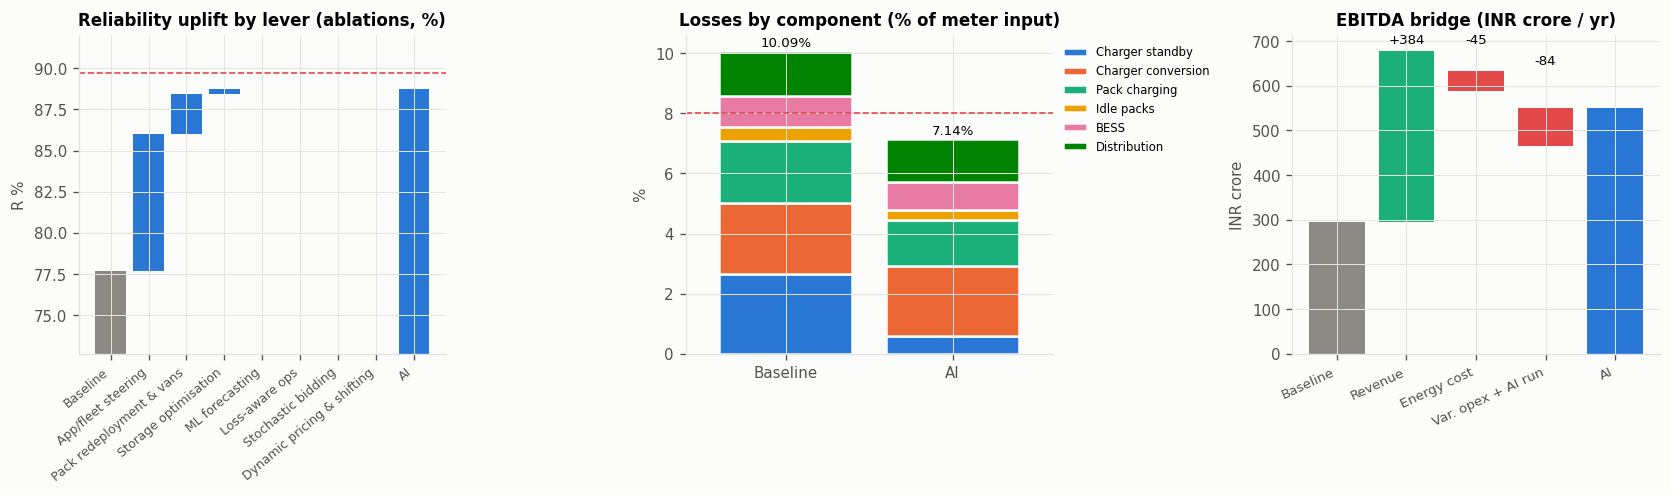 Reliability uplift by lever (ablations, %)
R %
90.0
87.5
85.0
82.5
80.0
77.5
75.0
Baseline
App/fleet steering
Pack redeployment & vans
Storage optimisation
ML forecasting
Loss-aware ops
Stochastic bidding
Dynamic pricing & shifting
AI
Losses by component (% of meter input)
%
10
8
6
4
2
0
10.09%
7.14%
Baseline
AI
Charger standby
Charger conversion
Pack charging
Idle packs
BESS
Distribution
EBITDA bridge (INR crore / yr)
INR crore
700
600
500
400
300
200
100
0
+384
-45
-84
Baseline
Revenue
Energy cost
Var. opex + AI run
AI